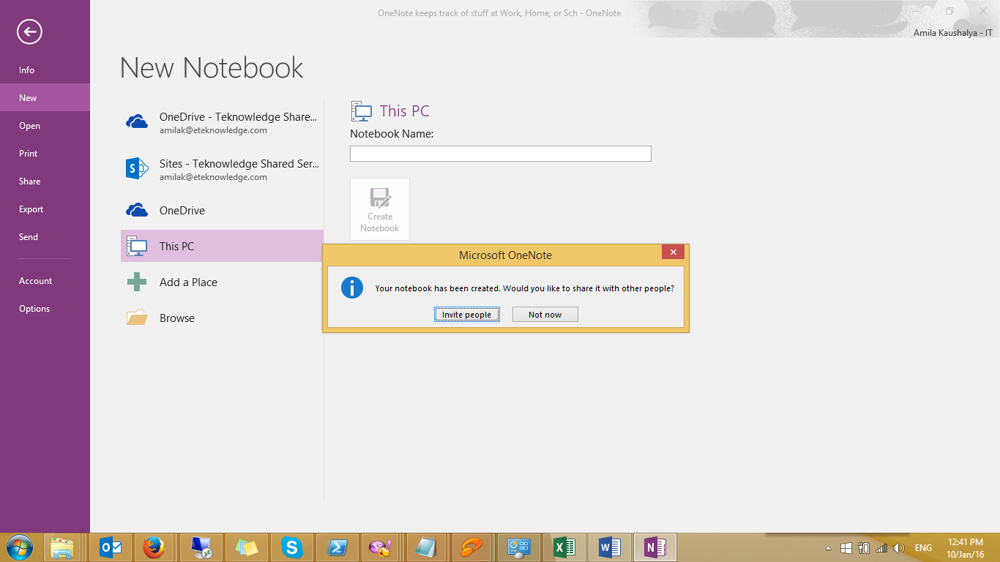 OneNote keeps track of stuff at Work, Home, or Sch - OneNote
?
Amila Kaushalya - IT
Info
New
Open
Print
Share
Export
Send
Account
Options
New Notebook
OneDrive - Teknowledge Share...
amilak@eteknowledge.com
Sites - Teknowledge Shared Ser...
amilak@eteknowledge.com
OneDrive
This PC
Add a Place
Browse
This PC
Notebook Name:
Create
Notebook
Microsoft OneNote
Your notebook has been created. Would you like to share it with other people?
Invite people
Not now
ENG
12:41 PM
10/Jan/16